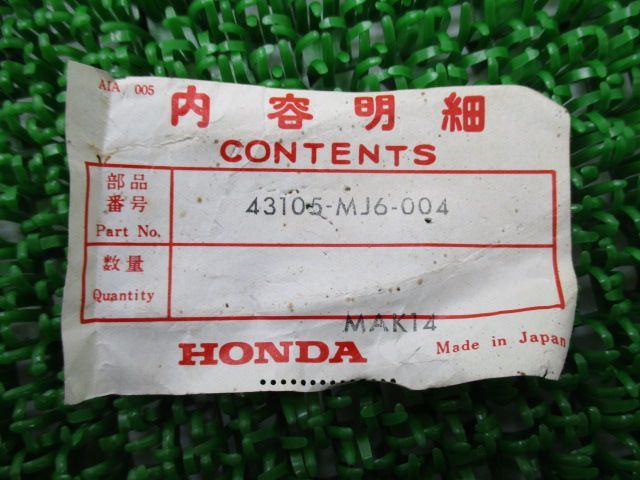 A1A 005
内容明細
CONTENTS
部品
番号
Part No.
43105-MJ6-004
数量
Quantity
MAK14
HONDA Made in Japan